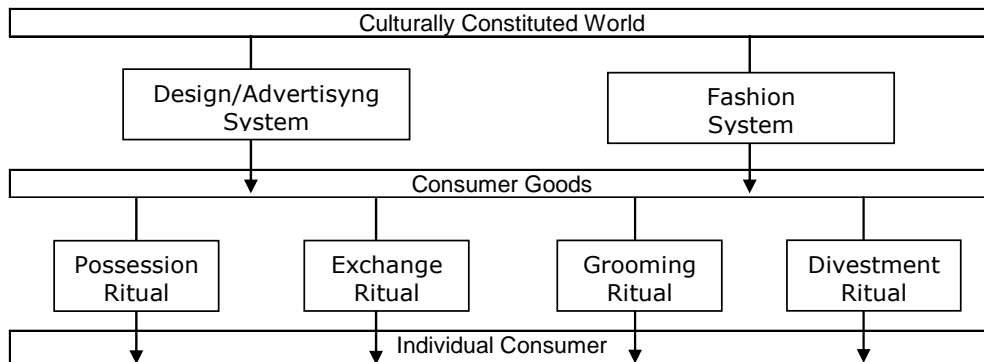 Culturally Constituted World
Design/Advertisyng
System
Fashion
System
Consumer Goods
Possession
Ritual
Exchange
Ritual
Grooming
Ritual
Divestment
Ritual
Individual Consumer